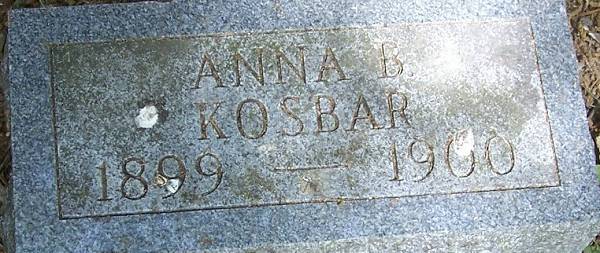 ANNA B.
KOSBAR
1899 — 1900